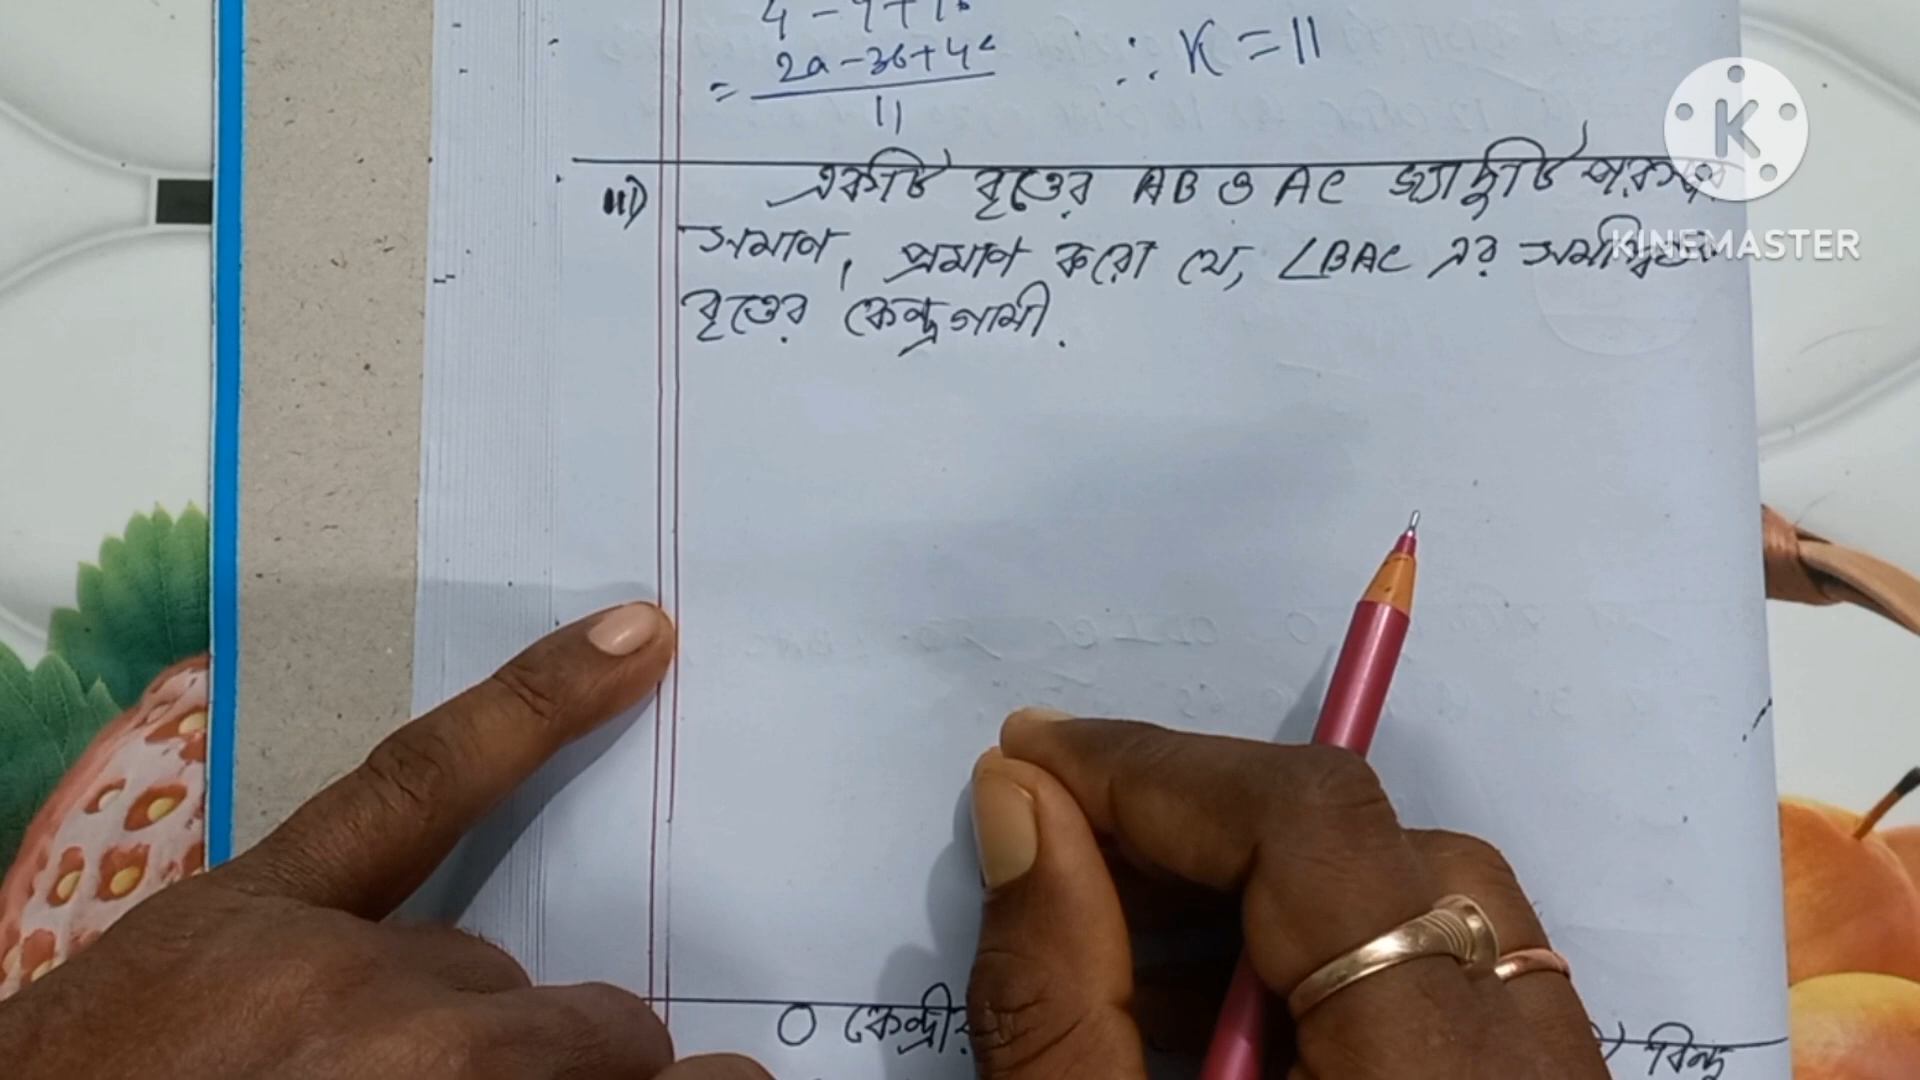 2a-3b+4c
= ――― ∴ K = 11
11
iii) একটি বৃত্তের AB ও AC জ্যা দুটি পরস্পর
সমান, প্রমাণ করো যে, ∠BAC এর সমদ্বিখন্ডক
বৃত্তের কেন্দ্রগামী.
O কেন্দ্রীয় বিন্দু
K
KINEMASTER